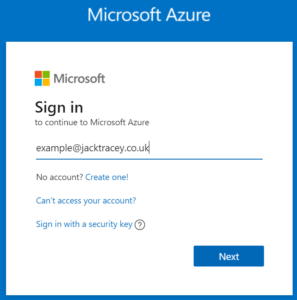 Microsoft Azure
Microsoft
Sign in
to continue to Microsoft Azure
example@jacktracey.co.uk
No account? Create one!
Can't access your account?
Sign in with a security key ?
Next